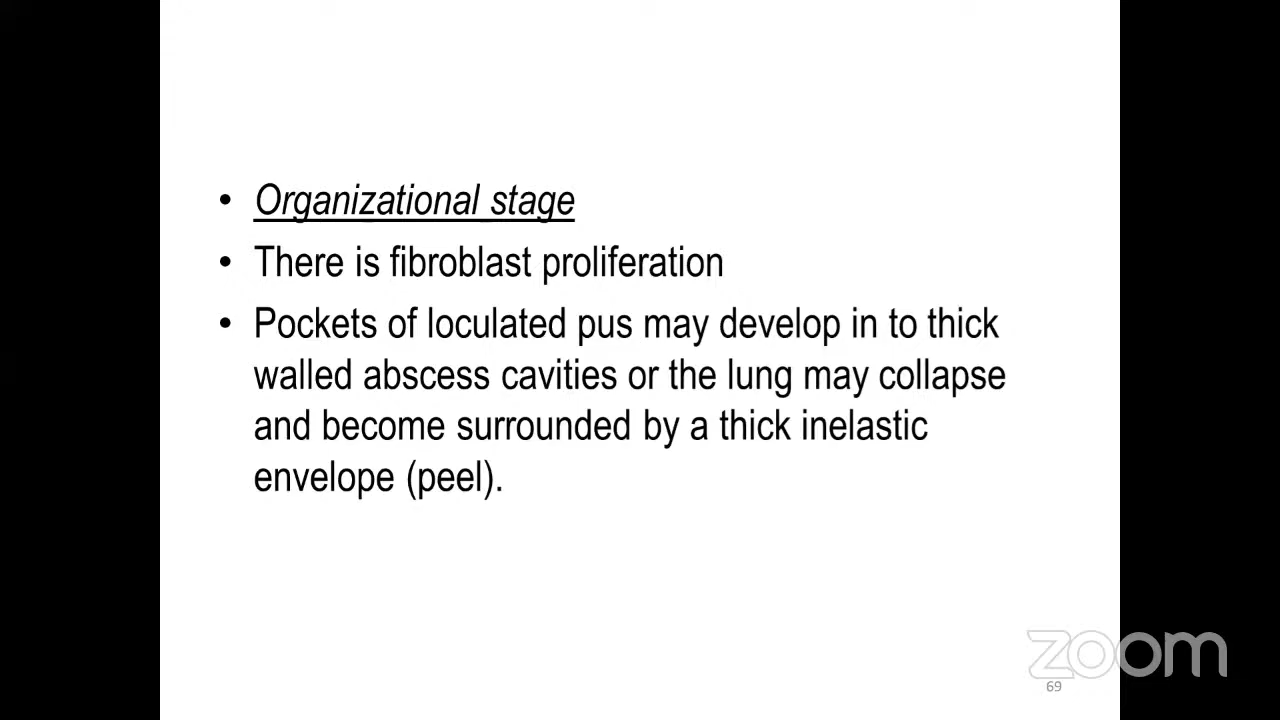 • Organizational stage
• There is fibroblast proliferation
• Pockets of loculated pus may develop in to thick
walled abscess cavities or the lung may collapse
and become surrounded by a thick inelastic
envelope (peel).
zoom
69